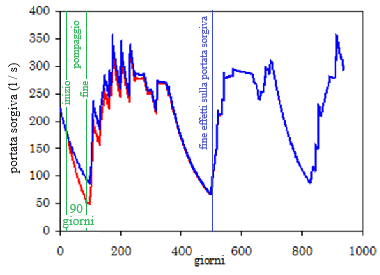 400
350
300
250
200
150
100
50
0
portata sorgiva (l / s)
inizio
pompaggio
fine
90
giorni
fine effetti sulla portata sorgiva
0
200
400
600
800
1000
giorni